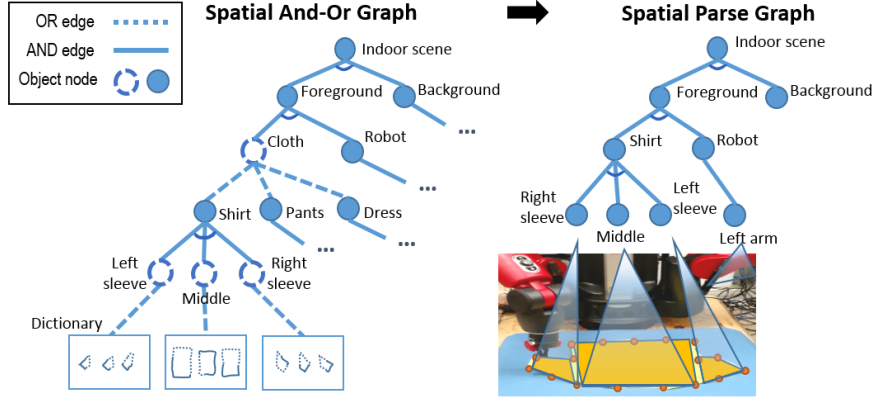 Spatial And-Or Graph
Spatial Parse Graph
OR edge
AND edge
Object node
Indoor scene
Foreground
Background
...
Cloth
Robot
...
Shirt
Pants
Dress
...
...
Left
sleeve
Middle
Right
sleeve
Dictionary
Indoor scene
Foreground
Background
Shirt
Robot
Right
sleeve
Middle
Left
sleeve
Left arm